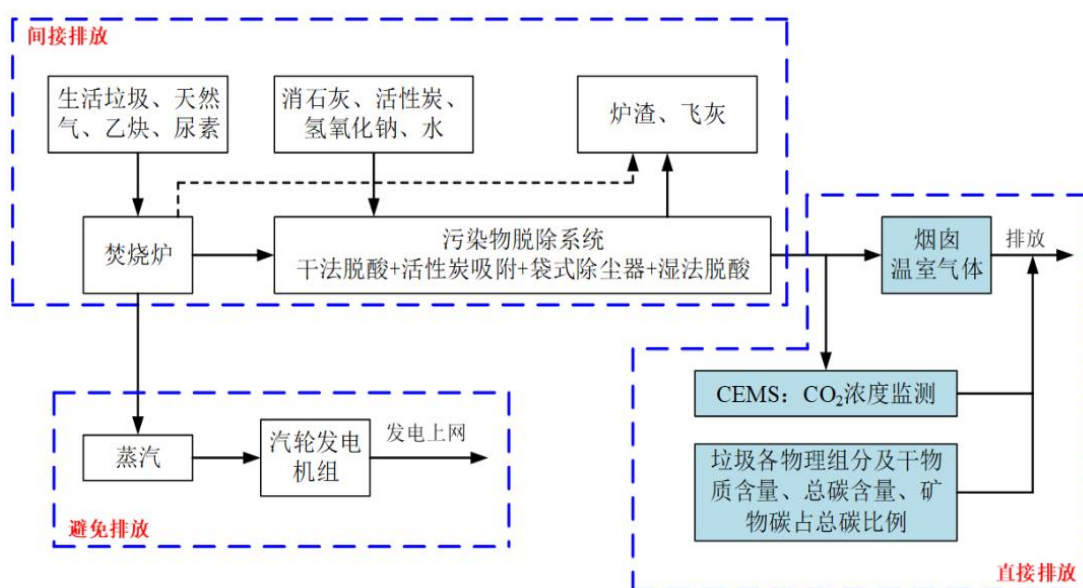 间接排放
生活垃圾、天然
气、乙炔、尿素
消石灰、活性炭、
氢氧化钠、水
炉渣、飞灰
焚烧炉
污染物脱除系统
干法脱酸+活性炭吸附+袋式除尘器+湿法脱酸
烟囱
温室气体
排放
CEMS：CO₂浓度监测
蒸汽
汽轮发电
机组
发电上网
垃圾各物理组分及干物
质含量、总碳含量、矿
物碳占总碳比例
避免排放
直接排放